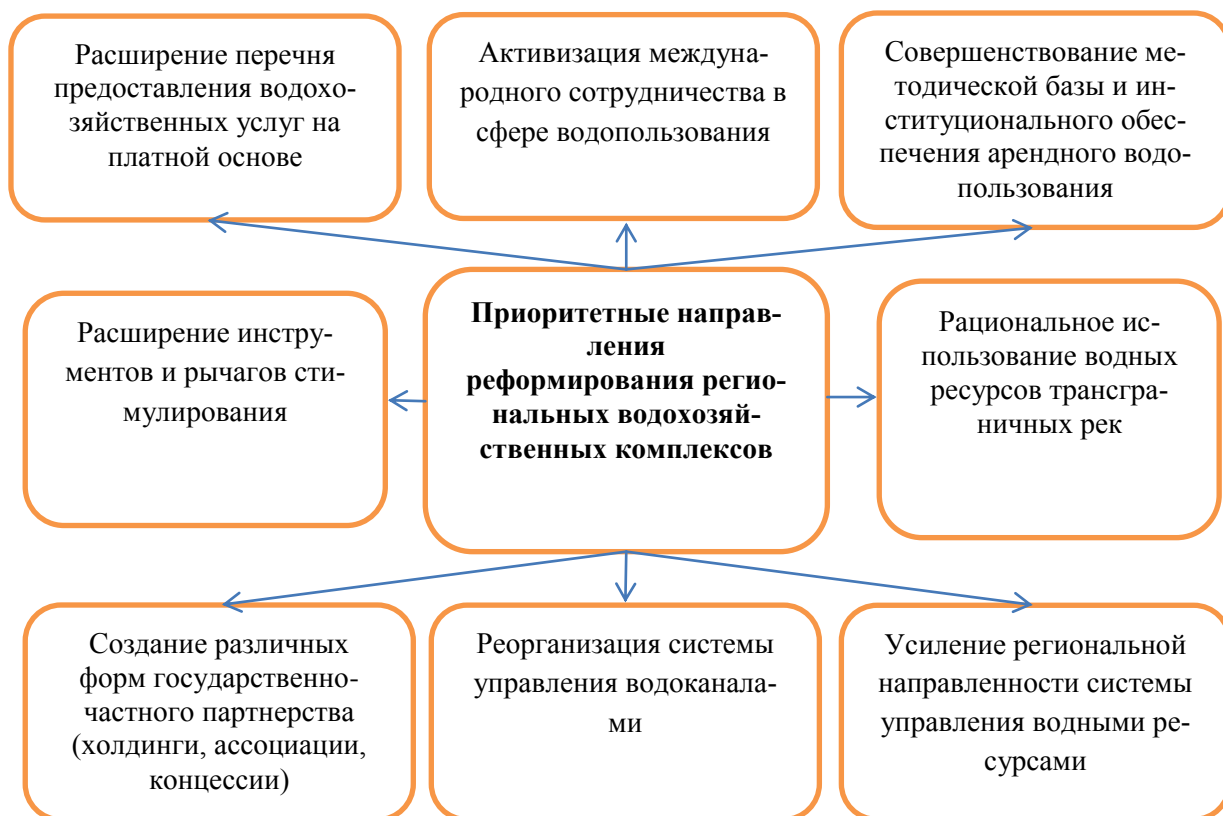 Расширение перечня
предоставления водохо-
зяйственных услуг на
платной основе
Активизация междуна-
родного сотрудничества в
сфере водопользования
Совершенствование ме-
тодической базы и ин-
ституционального обес-
печения арендного водо-
пользования
Расширение инстру-
ментов и рычагов сти-
мулирования
Приоритетные направ-
ления
реформирования регио-
нальных водохозяй-
ственных комплексов
Рациональное ис-
пользование водных
ресурсов трансгра-
ничных рек
Создание различных
форм государственно-
частного партнерства
(холдинги, ассоциации,
концессии)
Реорганизация системы
управления водоканала-
ми
Усиление региональной
направленности системы
управления водными ре-
сурсами